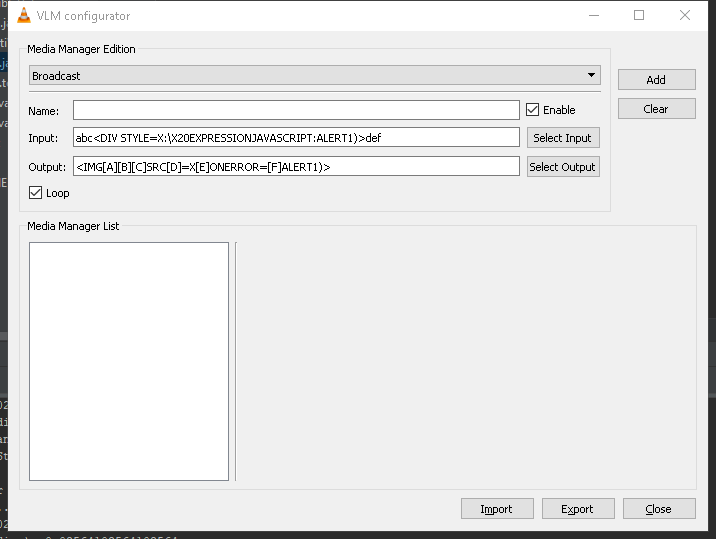 VLM configurator
Media Manager Edition
Broadcast
Add
Name:
Enable
Clear
Input: abc<DIV STYLE=X:\X20EXPRESSIONJAVASCRIPT:ALERT1)>def Select Input
Output: <IMG[A][B][C]SRC[D]=X[E]ONERROR=[F]ALERT1)> Select Output
Loop
Media Manager List
Import Export Close